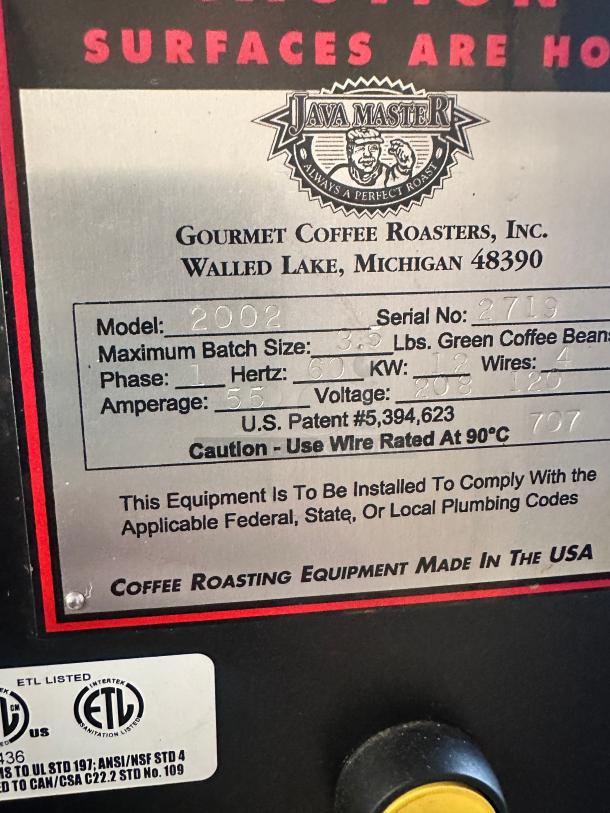 SURFACES ARE HO
JAVA MASTER
ALWAYS A PERFECT ROAST
GOURMET COFFEE ROASTERS, INC.
WALLED LAKE, MICHIGAN 48390
Model: 2002 Serial No: 2719
Maximum Batch Size: 3.5 Lbs. Green Coffee Beans
Phase: 1 Hertz: 60 KW: 12 Wires: 4
Amperage: 55 Voltage: 208 120
U.S. Patent #5,394,623
Caution - Use Wire Rated At 90°C 707
This Equipment Is To Be Installed To Comply With the
Applicable Federal, State, Or Local Plumbing Codes
COFFEE ROASTING EQUIPMENT MADE IN THE USA
ETL LISTED
INTERTEK
ETL
SANITATION LISTED
CM
US
436
MS TO UL STD 197; ANSI/NSF STD 4
ED TO CAN/CSA C22.2 STD No. 109